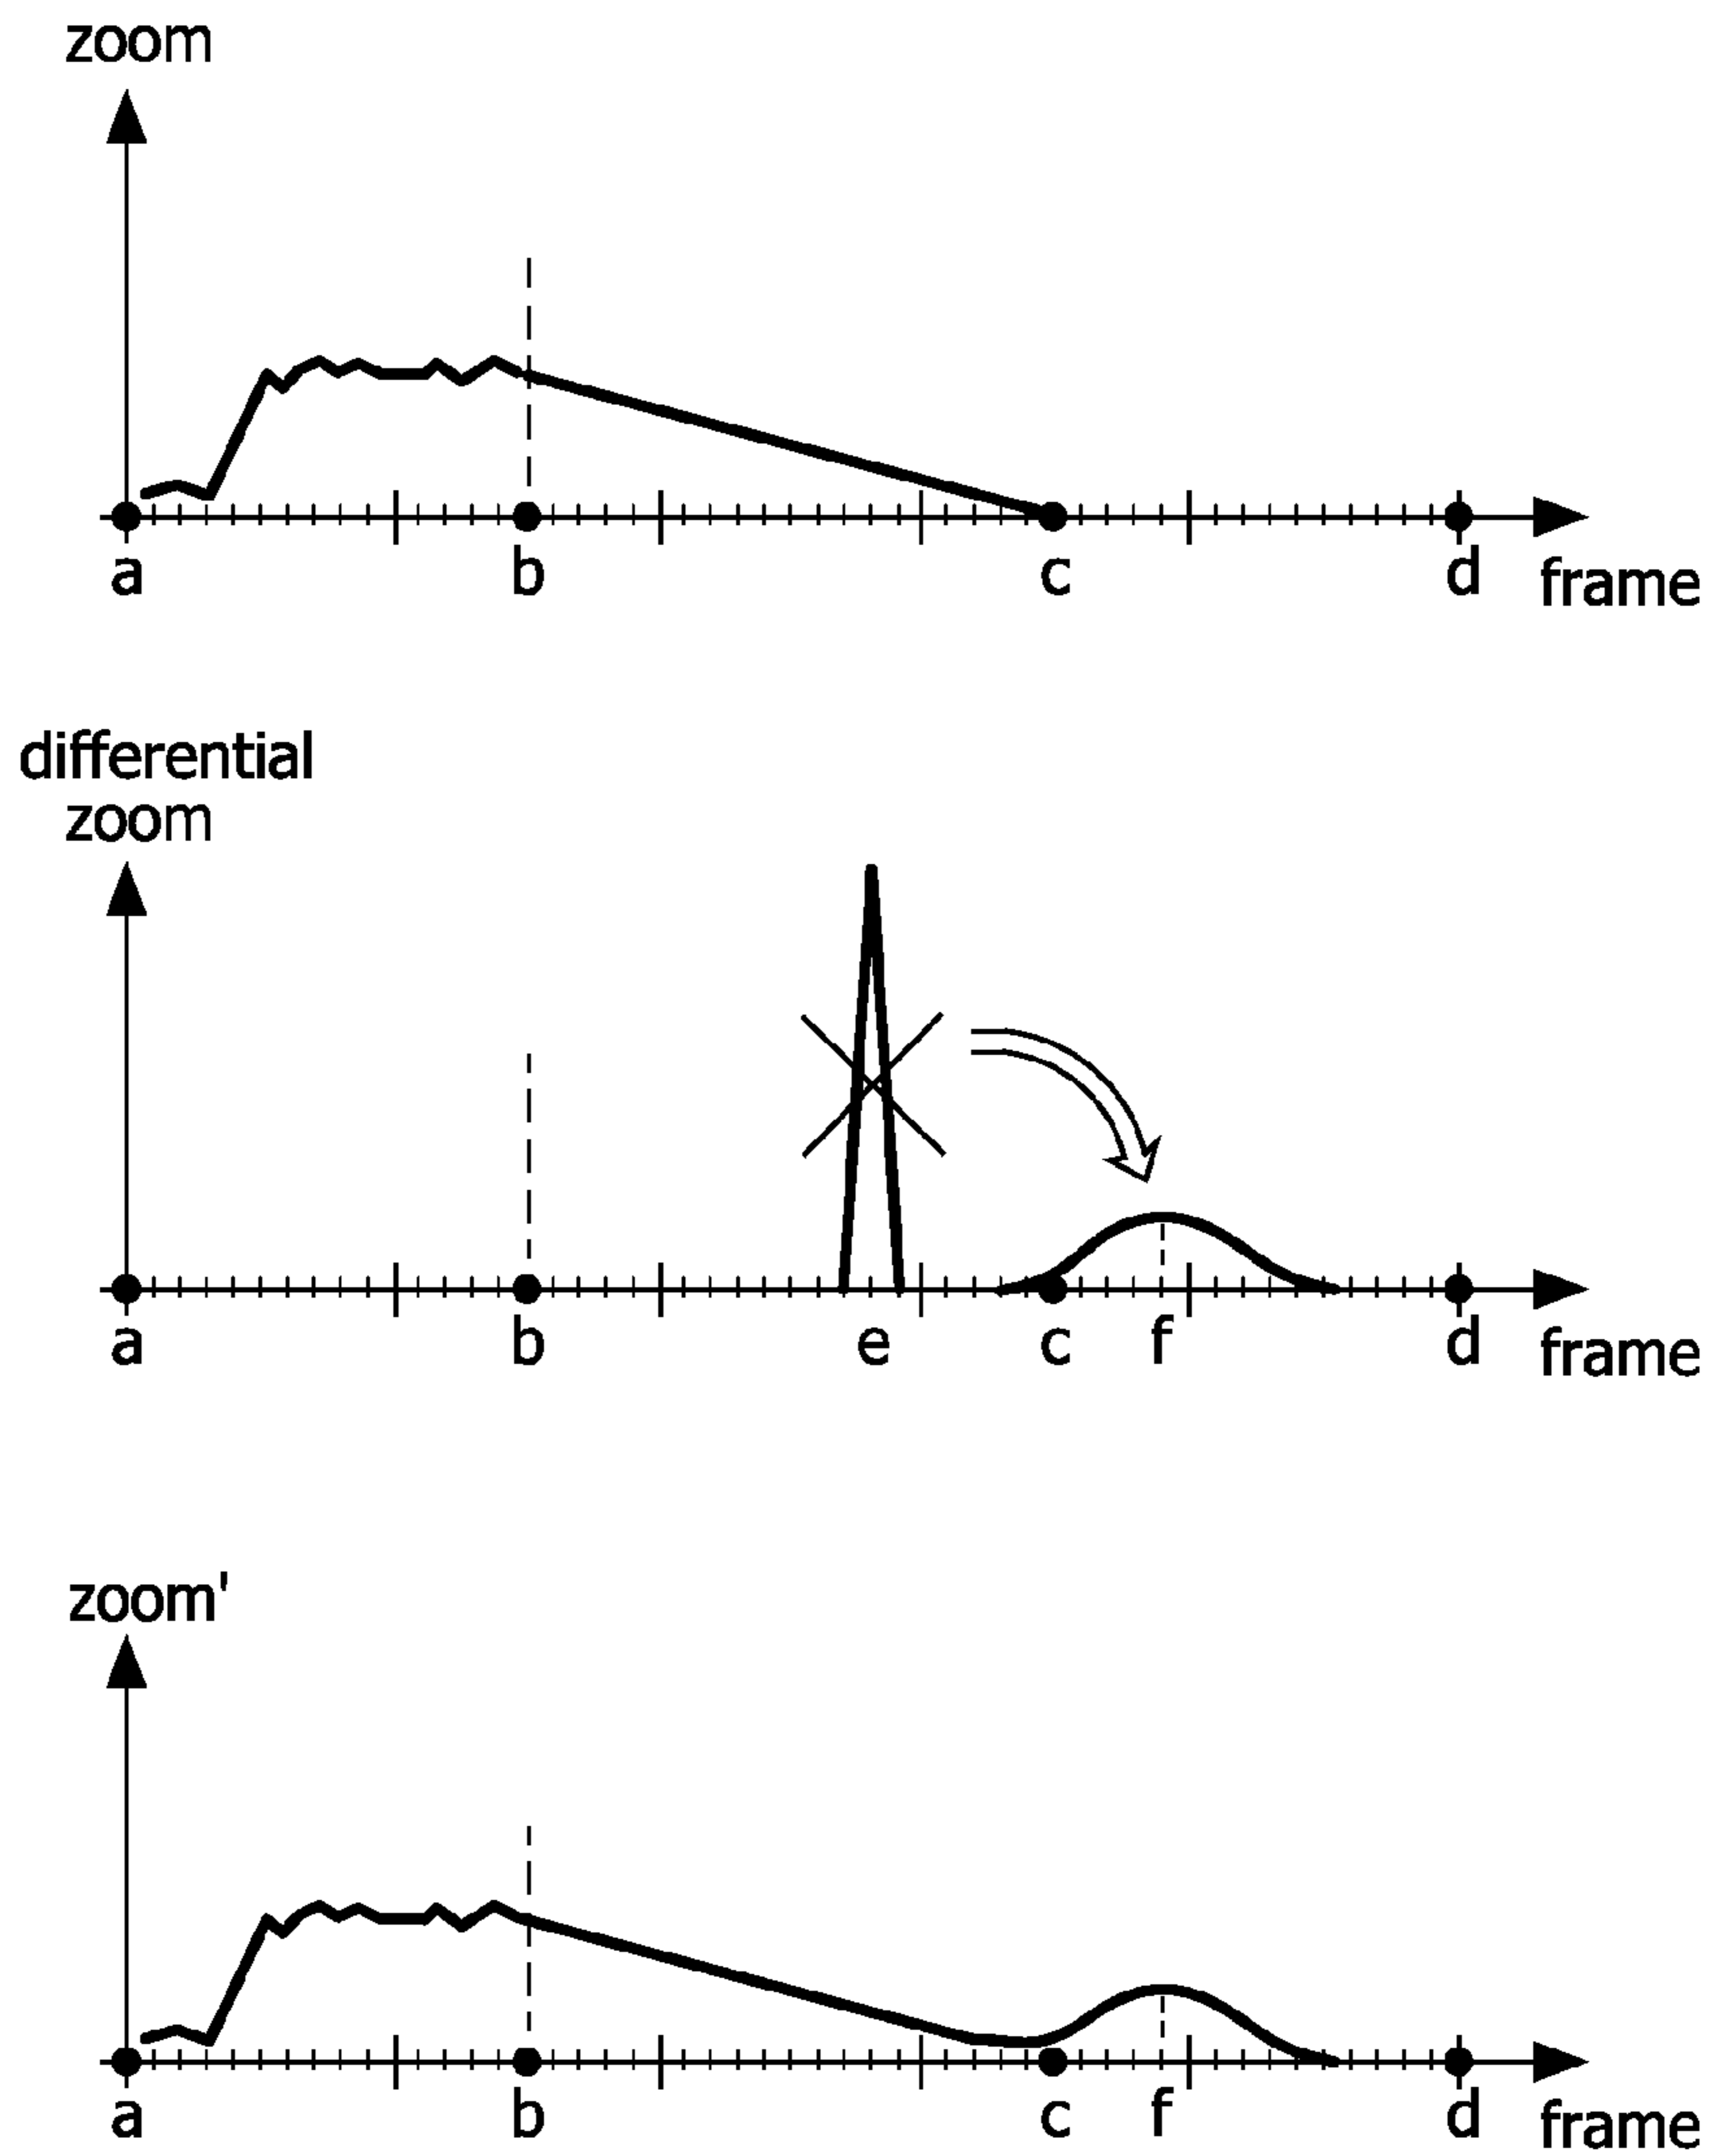 zoom
a b c d frame
differential
zoom
a b e c f d frame
zoom'
a b c f d frame